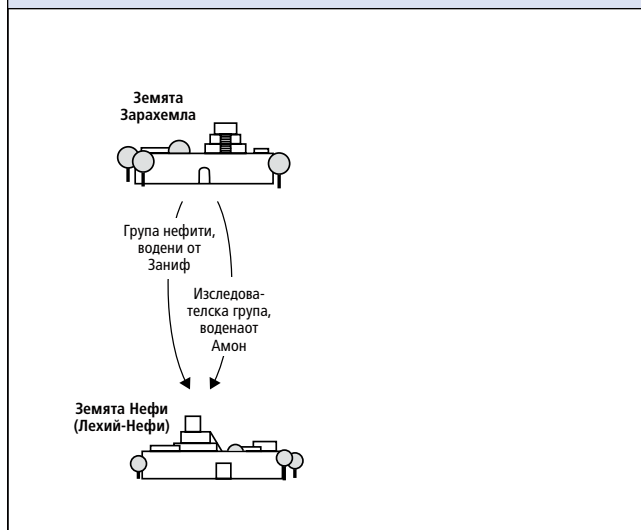 Земята
Зарахемла
Група нефити,
водени от
Заниф
Изследова-
телска група,
воденаот
Амон
Земята Нефи
(Лехий-Нефи)